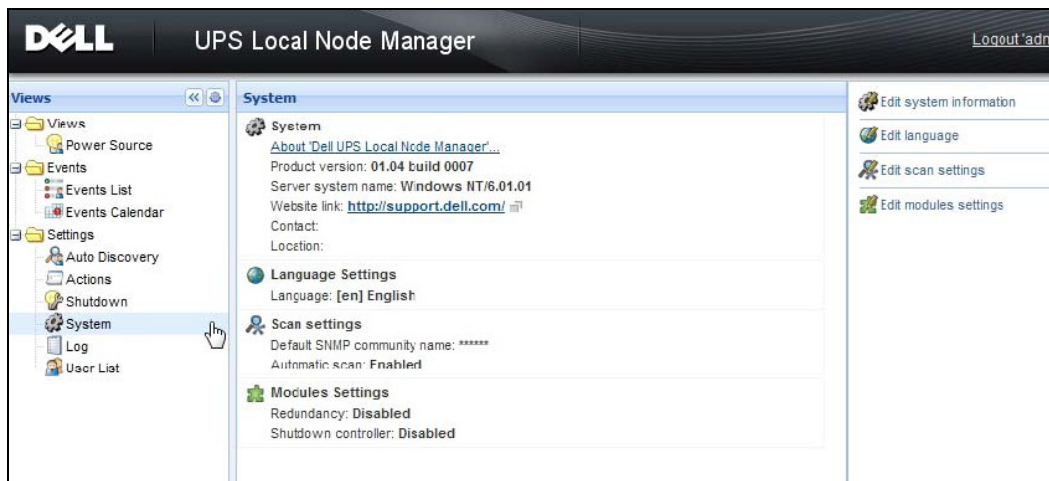 DELL
UPS Local Node Manager
Logout 'adm
Views
Views
Power Source
Events
Events List
Events Calendar
Settings
Auto Discovery
Actions
Shutdown
System
Log
User List
System
System
About 'Dell UPS Local Node Manager'...
Product version: 01.04 build 0007
Server system name: Windows NT/6.01.01
Website link: http://support.dell.com/
Contact:
Location:
Language Settings
Language: [en] English
Scan settings
Default SNMP community name: ******
Automatic scan: Enabled
Modules Settings
Redundancy: Disabled
Shutdown controller: Disabled
Edit system information
Edit language
Edit scan settings
Edit modules settings